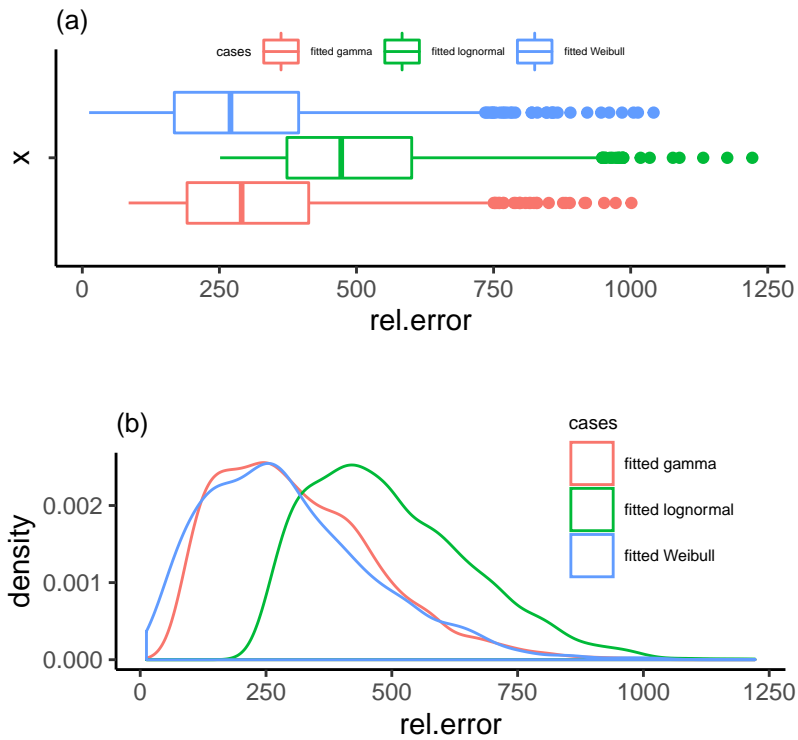 (a)
cases fitted gamma fitted lognormal fitted Weibull
x
0 250 500 750 1000 1250
rel.error
(b)
cases
fitted gamma
fitted lognormal
fitted Weibull
density
0.002
0.001
0.000
0 250 500 750 1000 1250
rel.error